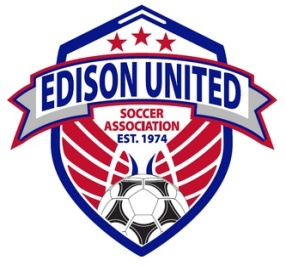 EDISON UNITED
SOCCER
ASSOCIATION
EST. 1974